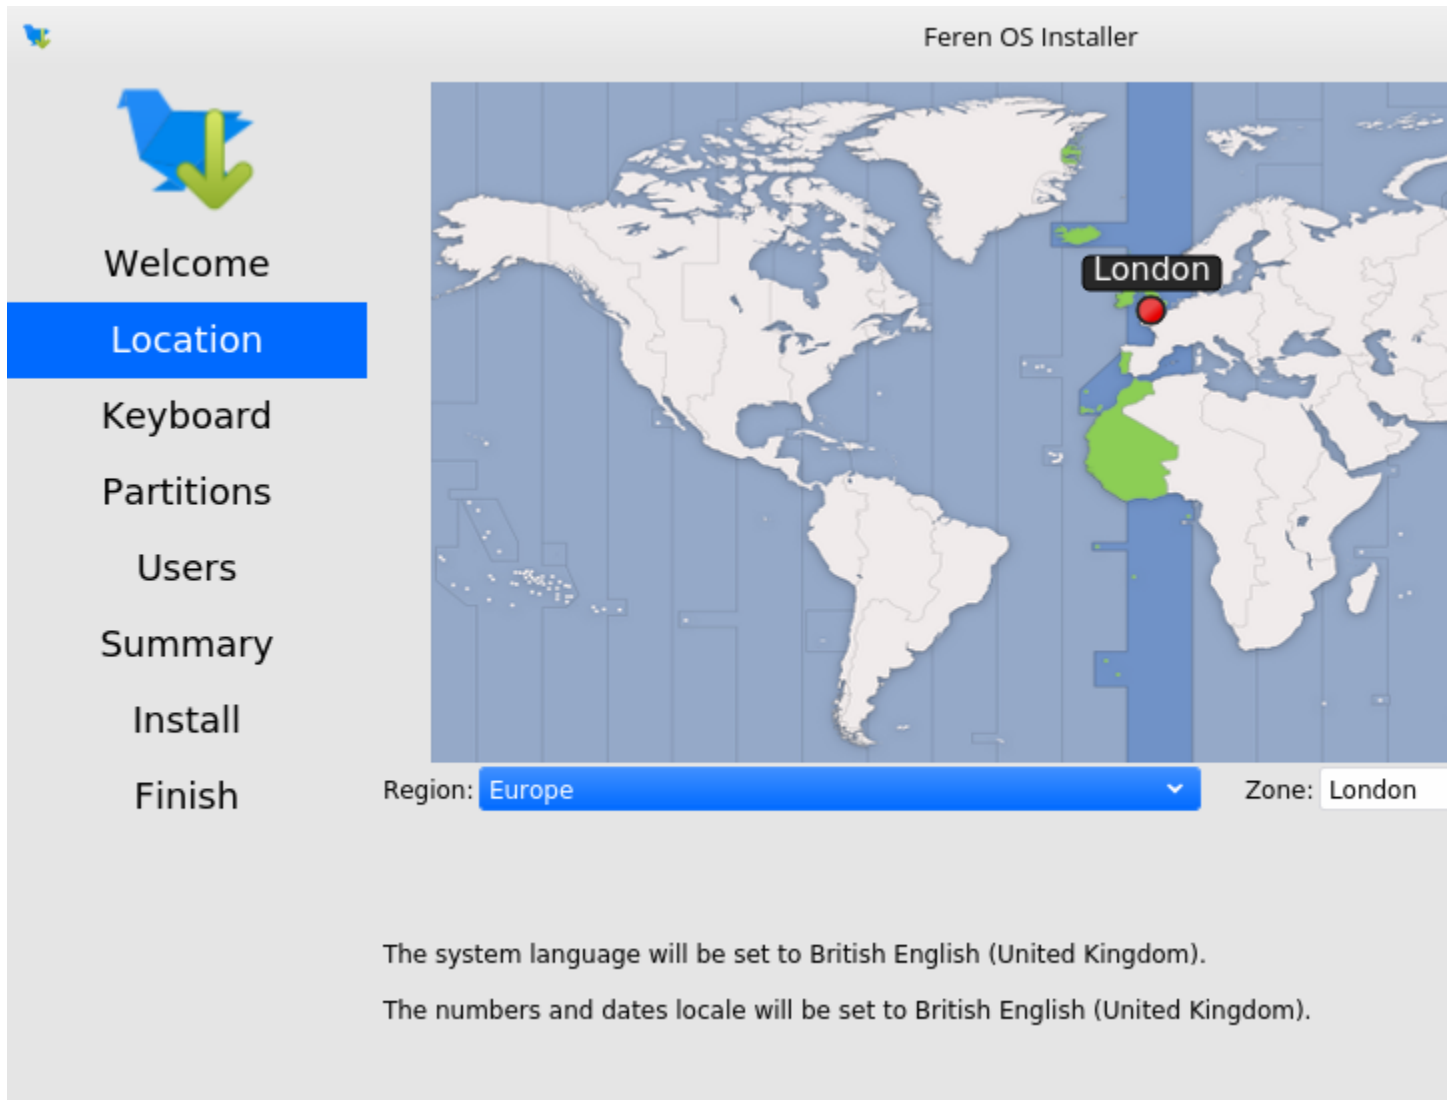 Feren OS Installer
Welcome
Location
Keyboard
Partitions
Users
Summary
Install
Finish
London
Region: Europe Zone: London
The system language will be set to British English (United Kingdom).
The numbers and dates locale will be set to British English (United Kingdom).